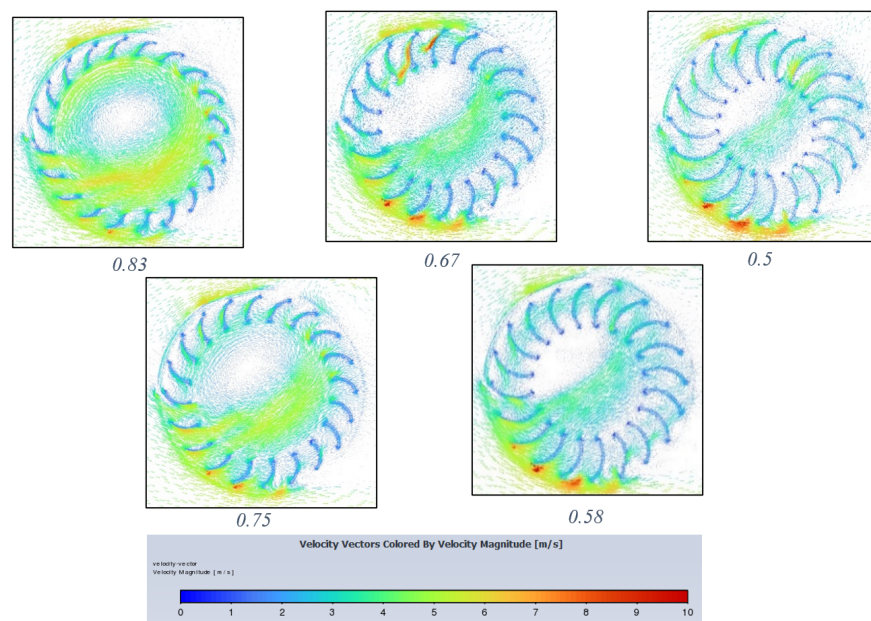 0.83
0.67
0.5
0.75
0.58
Velocity Vectors Colored By Velocity Magnitude [m/s]
velocity-vector
Velocity Magnitude [ m / s ]
0 1 2 3 4 5 6 7 8 9 10